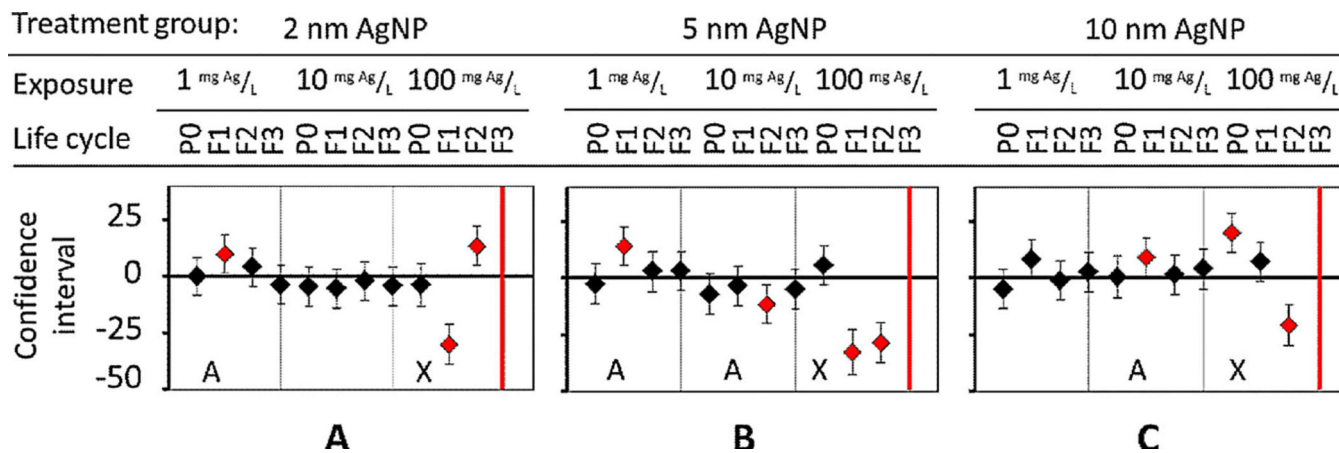 Treatment group: 2 nm AgNP 5 nm AgNP 10 nm AgNP
Exposure 1 mg Ag/L 10 mg Ag/L 100 mg Ag/L 1 mg Ag/L 10 mg Ag/L 100 mg Ag/L 1 mg Ag/L 10 mg Ag/L 100 mg Ag/L
Life cycle P0 F1 F2 F3 P0 F1 F2 F3 P0 F1 F2 F3 P0 F1 F2 F3 P0 F1 F2 F3 P0 F1 F2 F3 P0 F1 F2 F3 P0 F1 F2 F3 P0 F1 F2 F3
Confidence
interval
25
0
-25
-50
A X A A X A X
A B C